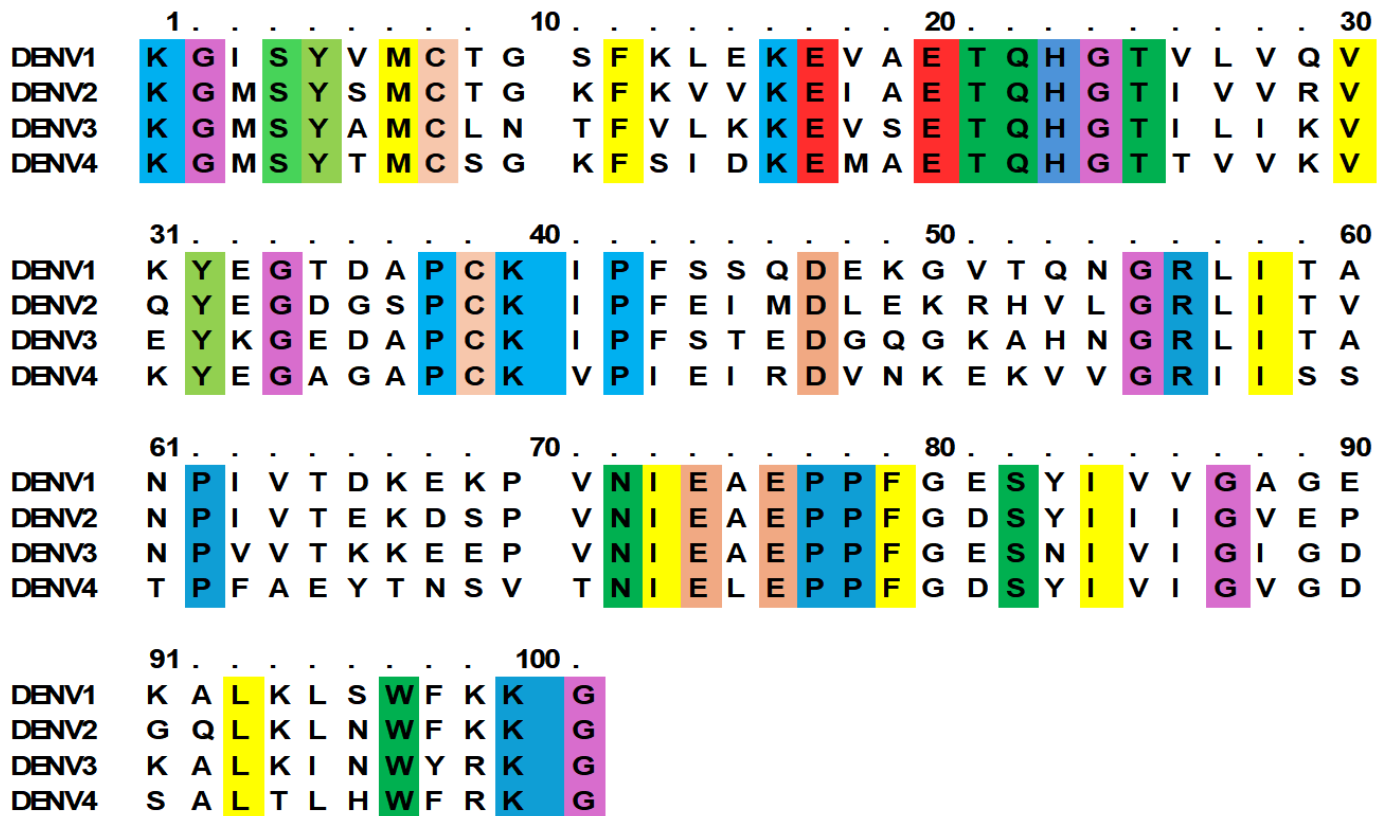 1 . . . . . . . . 10 . . . . . . . . . 20 . . . . . . . . . 30
DENV1 K G I S Y V M C T G S F K L E K E V A E T Q H G T V L V Q V
DENV2 K G M S Y S M C T G K F K V V K E I A E T Q H G T I V V R V
DENV3 K G M S Y A M C L N T F V L K K E V S E T Q H G T I L I K V
DENV4 K G M S Y T M C S G K F S I D K E M A E T Q H G T T V V K V
31 . . . . . . . . 40 . . . . . . . . . 50 . . . . . . . . . 60
DENV1 K Y E G T D A P C K I P F S S Q D E K G V T Q N G R L I T A
DENV2 Q Y E G D G S P C K I P F E I M D L E K R H V L G R L I T V
DENV3 E Y K G E D A P C K I P F S T E D G Q G K A H N G R L I T A
DENV4 K Y E G A G A P C K V P I E I R D V N K E K V V G R I I S S
61 . . . . . . . . 70 . . . . . . . . . 80 . . . . . . . . . 90
DENV1 N P I V T D K E K P V N I E A E P P F G E S Y I V V G A G E
DENV2 N P I V T E K D S P V N I E A E P P F G D S Y I I I G V E P
DENV3 N P V V T K K E E P V N I E A E P P F G E S N I V I G I G D
DENV4 T P F A E Y T N S V T N I E L E P P F G D S Y I V I G V G D
91 . . . . . . . . 100 .
DENV1 K A L K L S W F K K G
DENV2 G Q L K L N W F K K G
DENV3 K A L K I N W Y R K G
DENV4 S A L T L H W F R K G